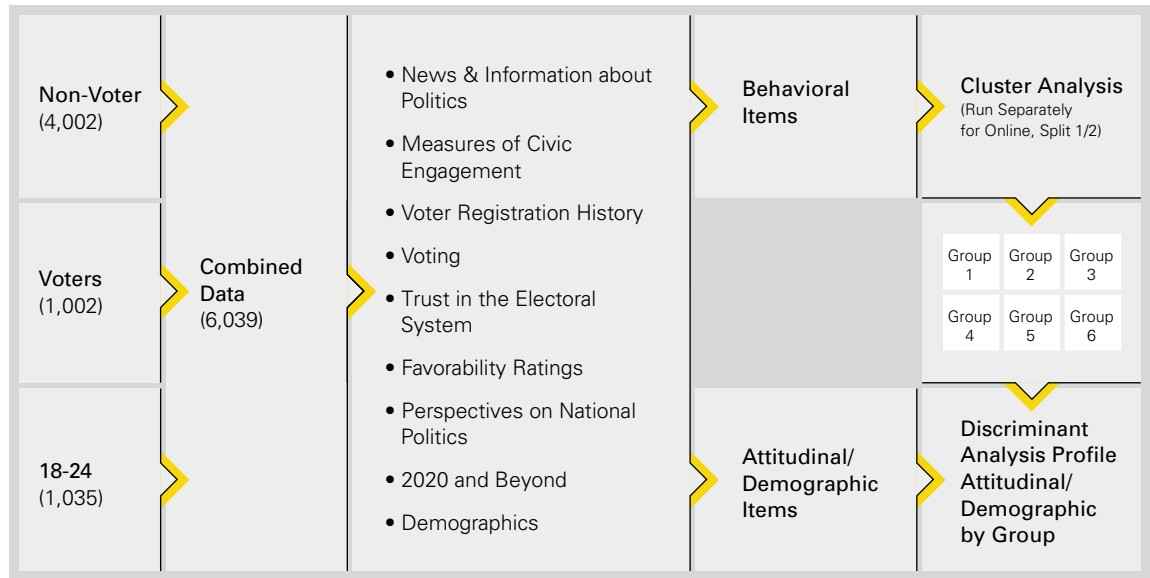 Non-Voter
(4,002)
Voters
(1,002)
18-24
(1,035)
Combined
Data
(6,039)
• News & Information about
Politics
• Measures of Civic
Engagement
• Voter Registration History
• Voting
• Trust in the Electoral
System
• Favorability Ratings
• Perspectives on National
Politics
• 2020 and Beyond
• Demographics
Behavioral
Items
Attitudinal/
Demographic
Items
Cluster Analysis
(Run Separately
for Online, Split 1/2)
Group
1
Group
2
Group
3
Group
4
Group
5
Group
6
Discriminant
Analysis Profile
Attitudinal/
Demographic
by Group